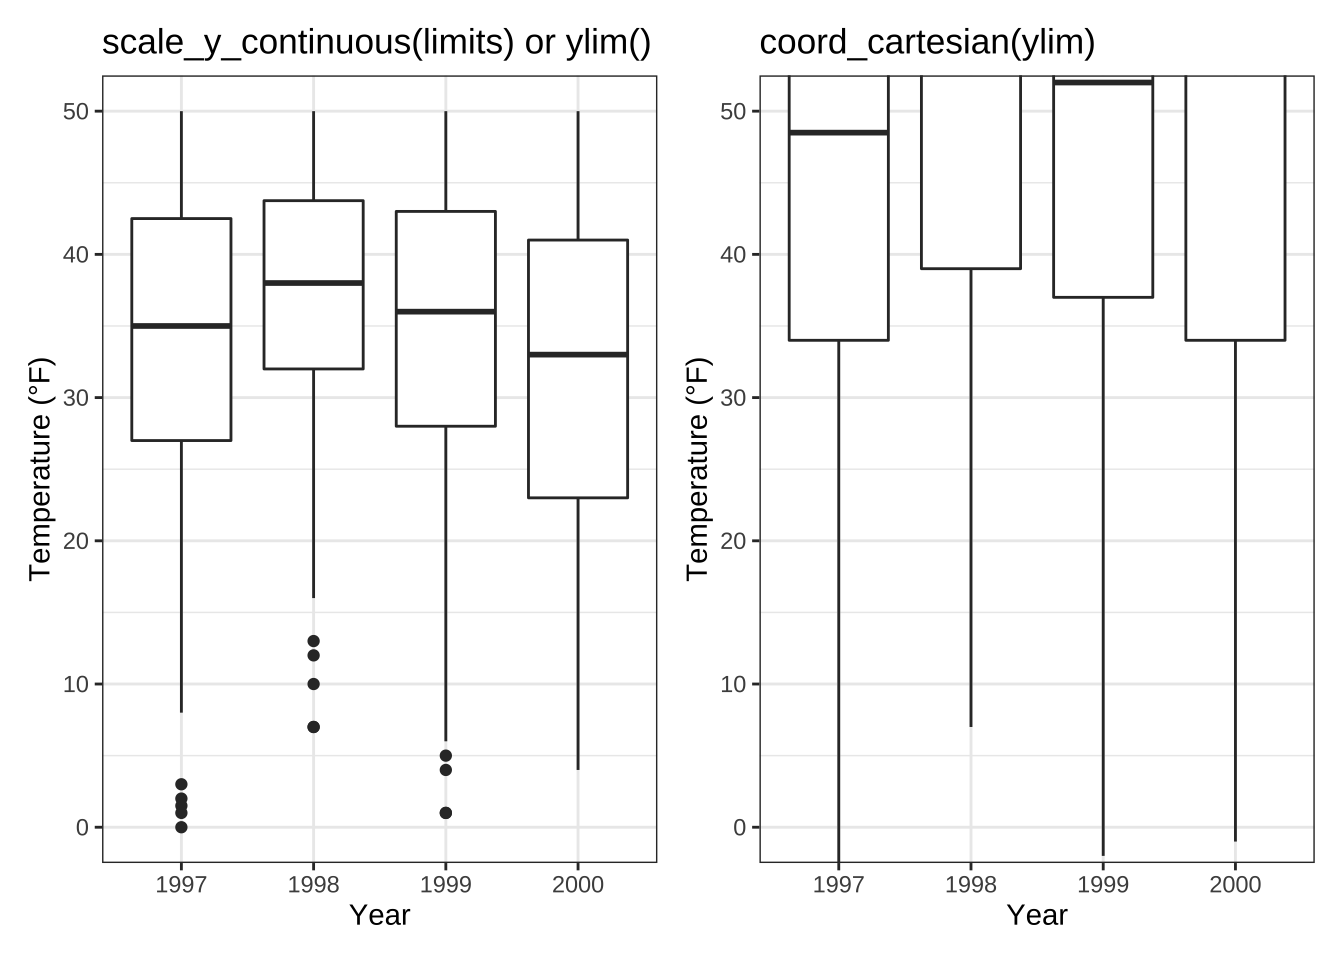 scale_y_continuous(limits) or ylim()
50
40
30
20
10
0
Temperature (°F)
1997 1998 1999 2000
Year
coord_cartesian(ylim)
50
40
30
20
10
0
Temperature (°F)
1997 1998 1999 2000
Year